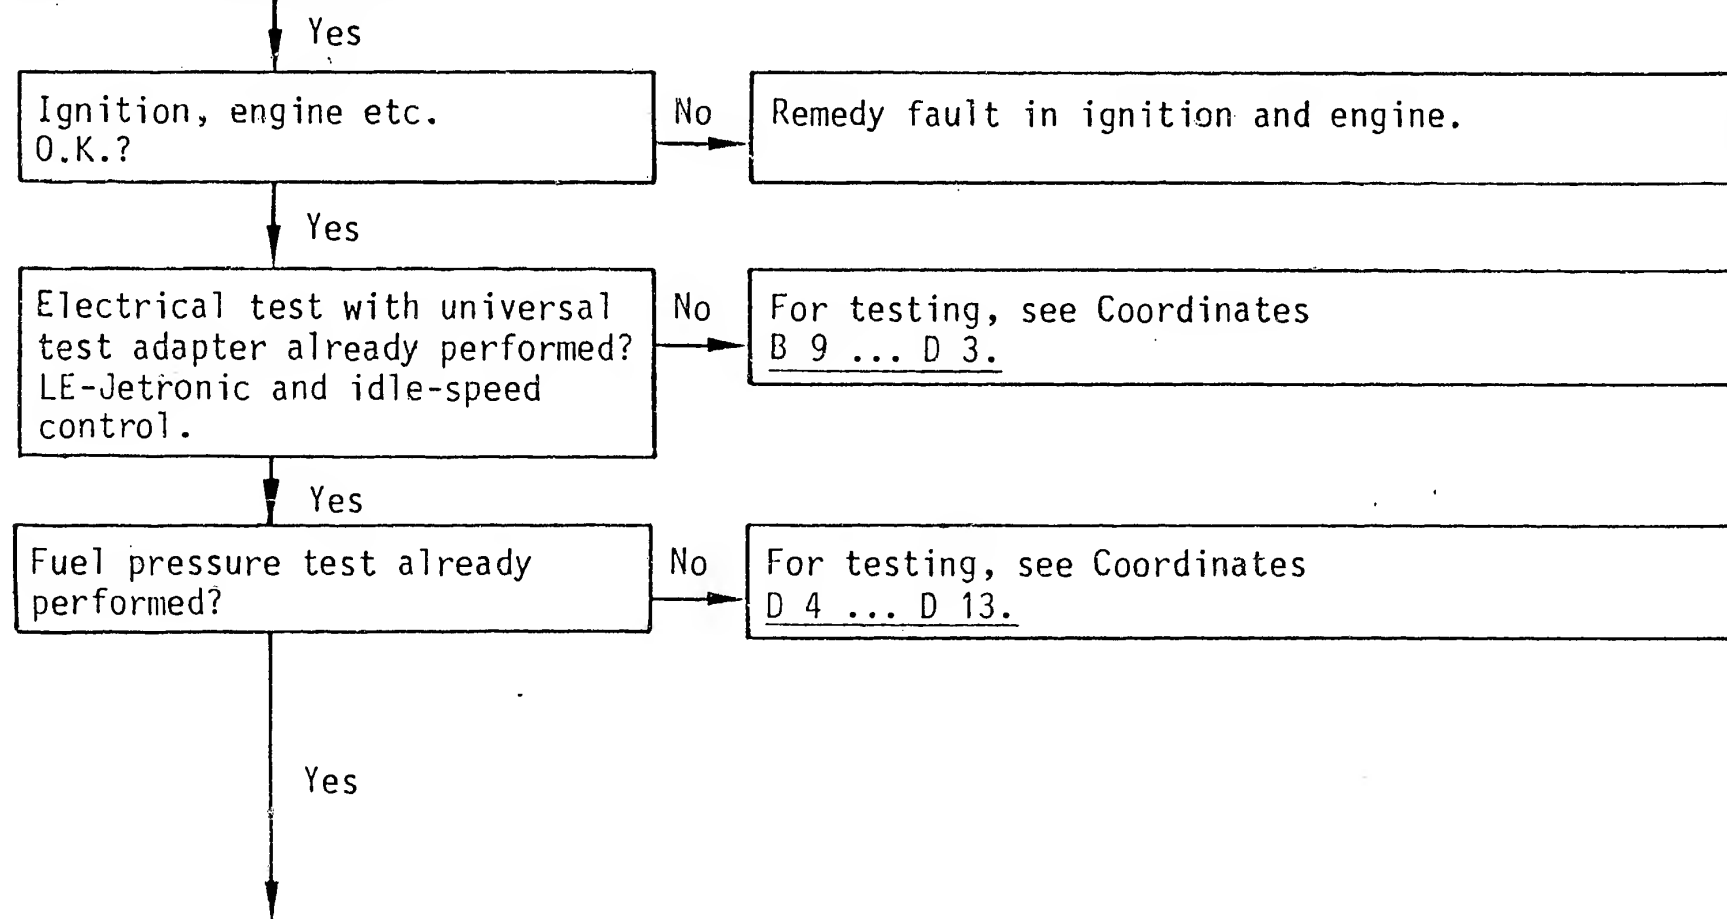 Yes
Ignition, engine etc.
O.K.?
No
Remedy fault in ignition and engine.
Yes
Electrical test with universal
test adapter already performed?
LE-Jetronic and idle-speed
control.
No
For testing, see Coordinates
B 9 ... D 3.
Yes
Fuel pressure test already
performed?
No
For testing, see Coordinates
D 4 ... D 13.
Yes